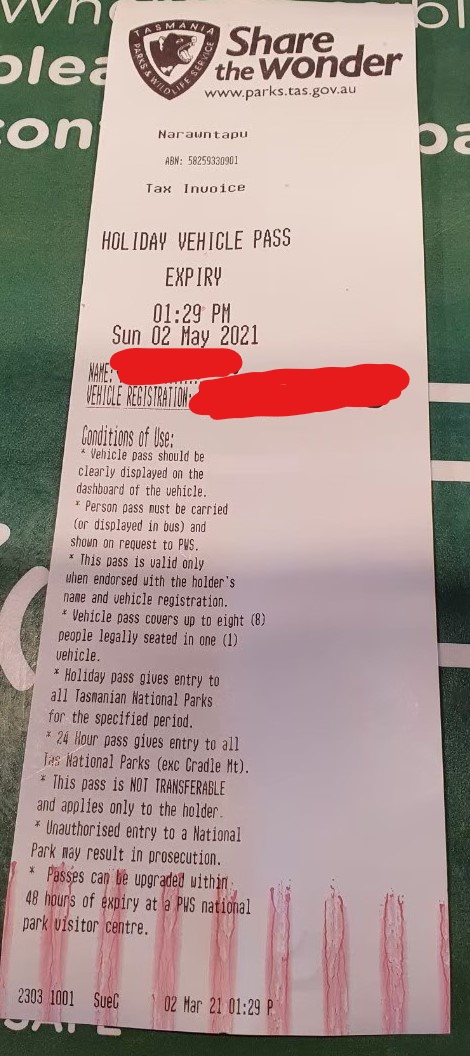 TASMANIA
PARKS & WILDLIFE SERVICE
Share
the wonder
www.parks.tas.gov.au
Narawntapu
ABN: 58259330901
Tax Invoice
HOLIDAY VEHICLE PASS
EXPIRY
01:29 PM
Sun 02 May 2021
NAME:
VEHICLE REGISTRATION:
Conditions of Use:
* Vehicle pass should be
clearly displayed on the
dashboard of the vehicle.
* Person pass must be carried
(or displayed in bus) and
shown on request to PWS.
* This pass is valid only
when endorsed with the holder's
name and vehicle registration.
* Vehicle pass covers up to eight (8)
people legally seated in one (1)
vehicle.
* Holiday pass gives entry to
all Tasmanian National Parks
for the specified period.
* 24 Hour pass gives entry to all
Tas National Parks (exc Cradle Mt).
* This pass is NOT TRANSFERABLE
and applies only to the holder.
* Unauthorised entry to a National
Park may result in prosecution.
* Passes can be upgraded within
48 hours of expiry at a PWS national
park visitor centre.
2303 1001 SueG 02 Mar 21 01:29 P